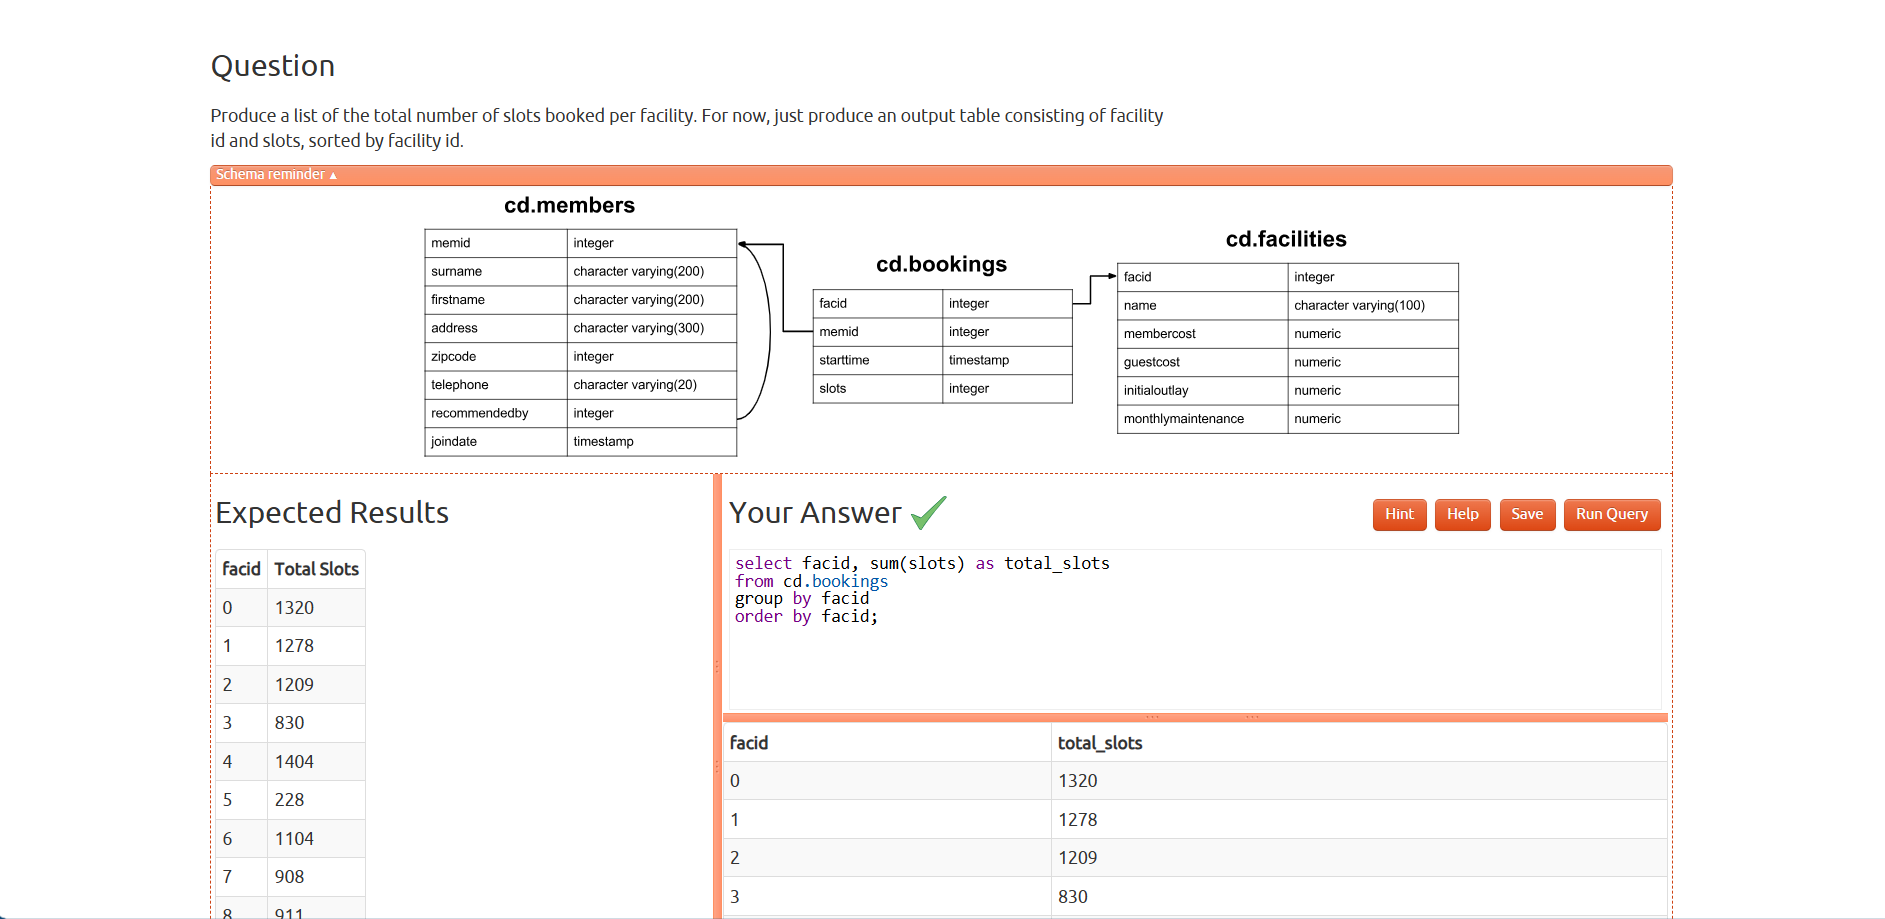 Question
Produce a list of the total number of slots booked per facility. For now, just produce an output table consisting of facility
id and slots, sorted by facility id.
Schema reminder ▲
cd.members
memid integer
surname character varying(200)
firstname character varying(200)
address character varying(300)
zipcode integer
telephone character varying(20)
recommendedby integer
joindate timestamp
cd.bookings
facid integer
memid integer
starttime timestamp
slots integer
cd.facilities
facid integer
name character varying(100)
membercost numeric
guestcost numeric
initialoutlay numeric
monthlymaintenance numeric
Expected Results
facid Total Slots
0 1320
1 1278
2 1209
3 830
4 1404
5 228
6 1104
7 908
8 911
Your Answer
Hint Help Save Run Query
select facid, sum(slots) as total_slots
from cd.bookings
group by facid
order by facid;
facid total_slots
0 1320
1 1278
2 1209
3 830